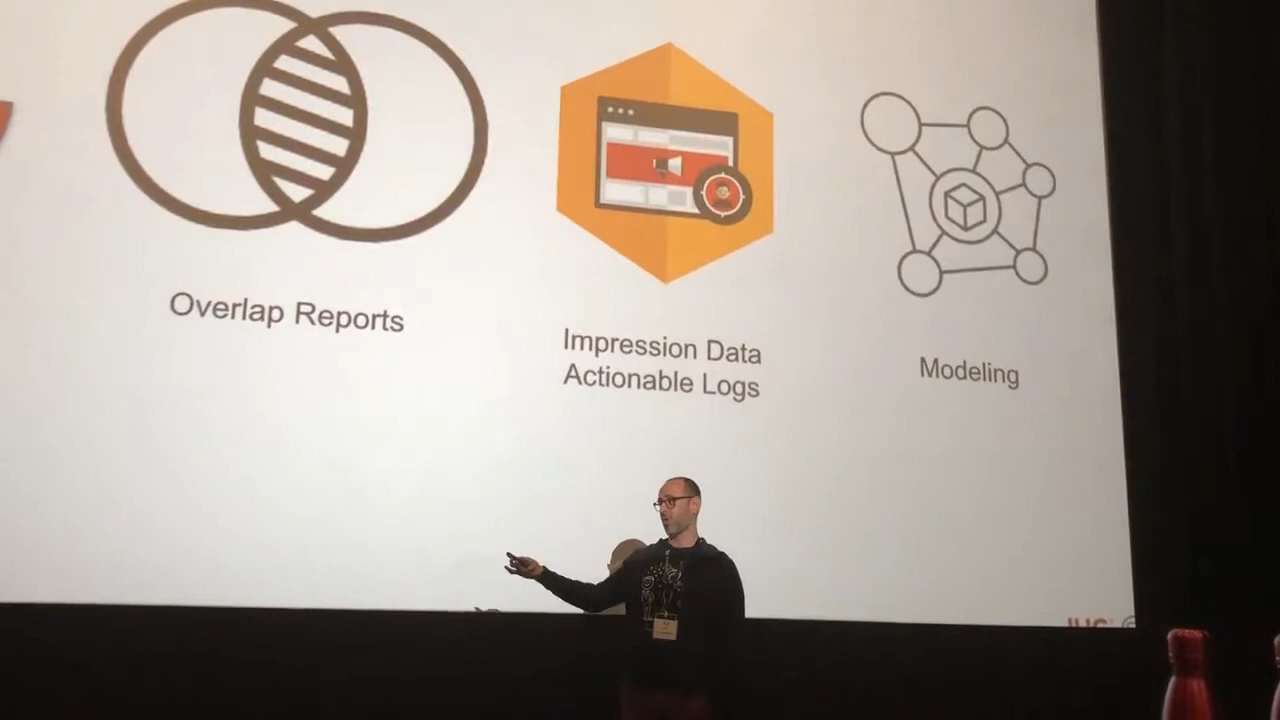 Overlap Reports
Impression Data
Actionable Logs
Modeling